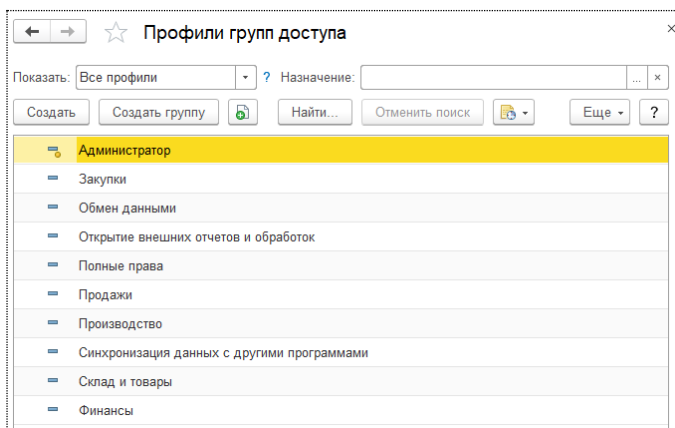 Профили групп доступа
Показать: Все профили ? Назначение: ... ×
Создать Создать группу Найти... Отменить поиск Еще ?
Администратор
Закупки
Обмен данными
Открытие внешних отчетов и обработок
Полные права
Продажи
Производство
Синхронизация данных с другими программами
Склад и товары
Финансы